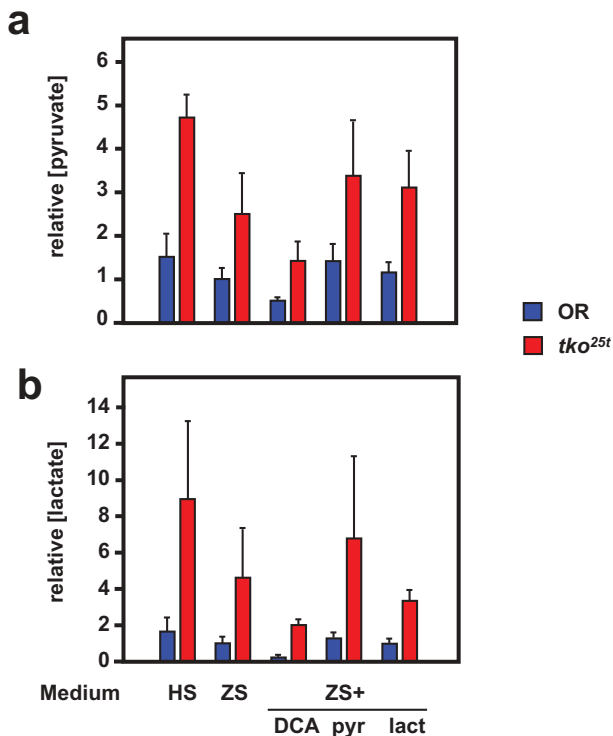 a
relative [pyruvate]
6
5
4
3
2
1
0
OR
tko25t
b
relative [lactate]
14
12
10
8
6
4
2
0
Medium HS ZS ZS+
DCA pyr lact